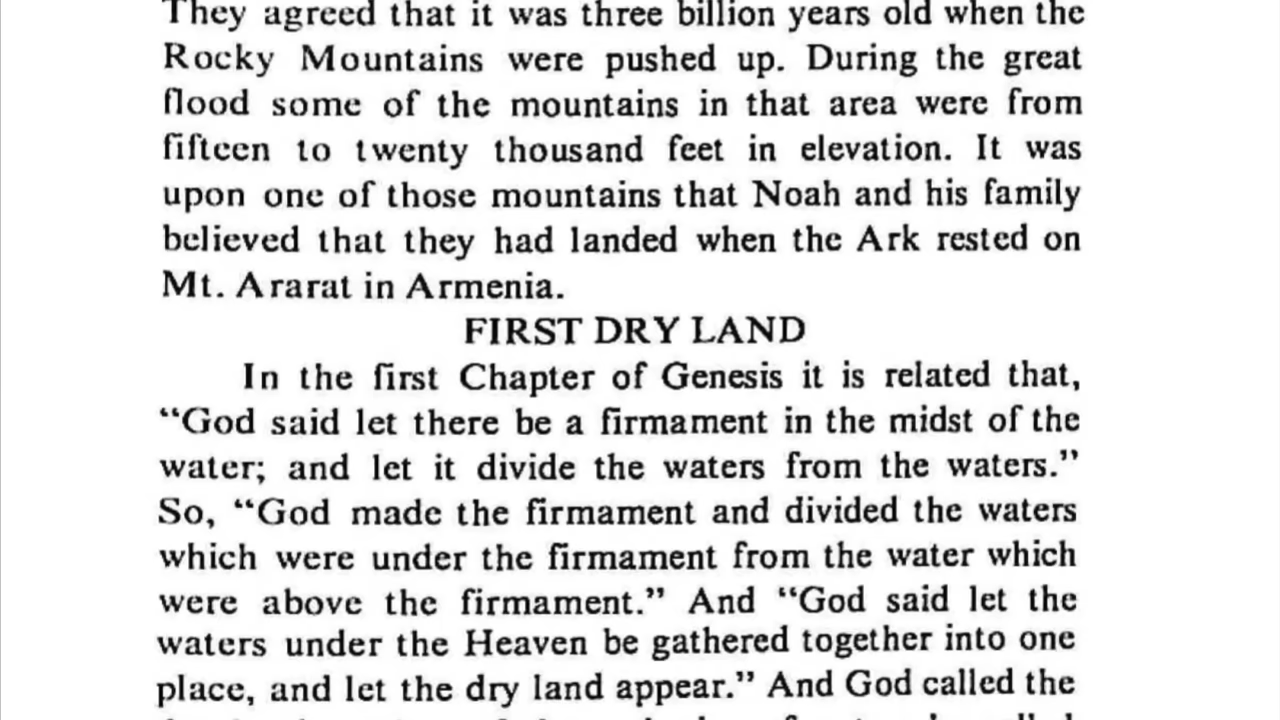 They agreed that it was three billion years old when the
Rocky Mountains were pushed up. During the great
flood some of the mountains in that area were from
fifteen to twenty thousand feet in elevation. It was
upon one of those mountains that Noah and his family
believed that they had landed when the Ark rested on
Mt. Ararat in Armenia.
FIRST DRY LAND
In the first Chapter of Genesis it is related that,
“God said let there be a firmament in the midst of the
water; and let it divide the waters from the waters.”
So, “God made the firmament and divided the waters
which were under the firmament from the water which
were above the firmament.” And “God said let the
waters under the Heaven be gathered together into one
place, and let the dry land appear.” And God called the